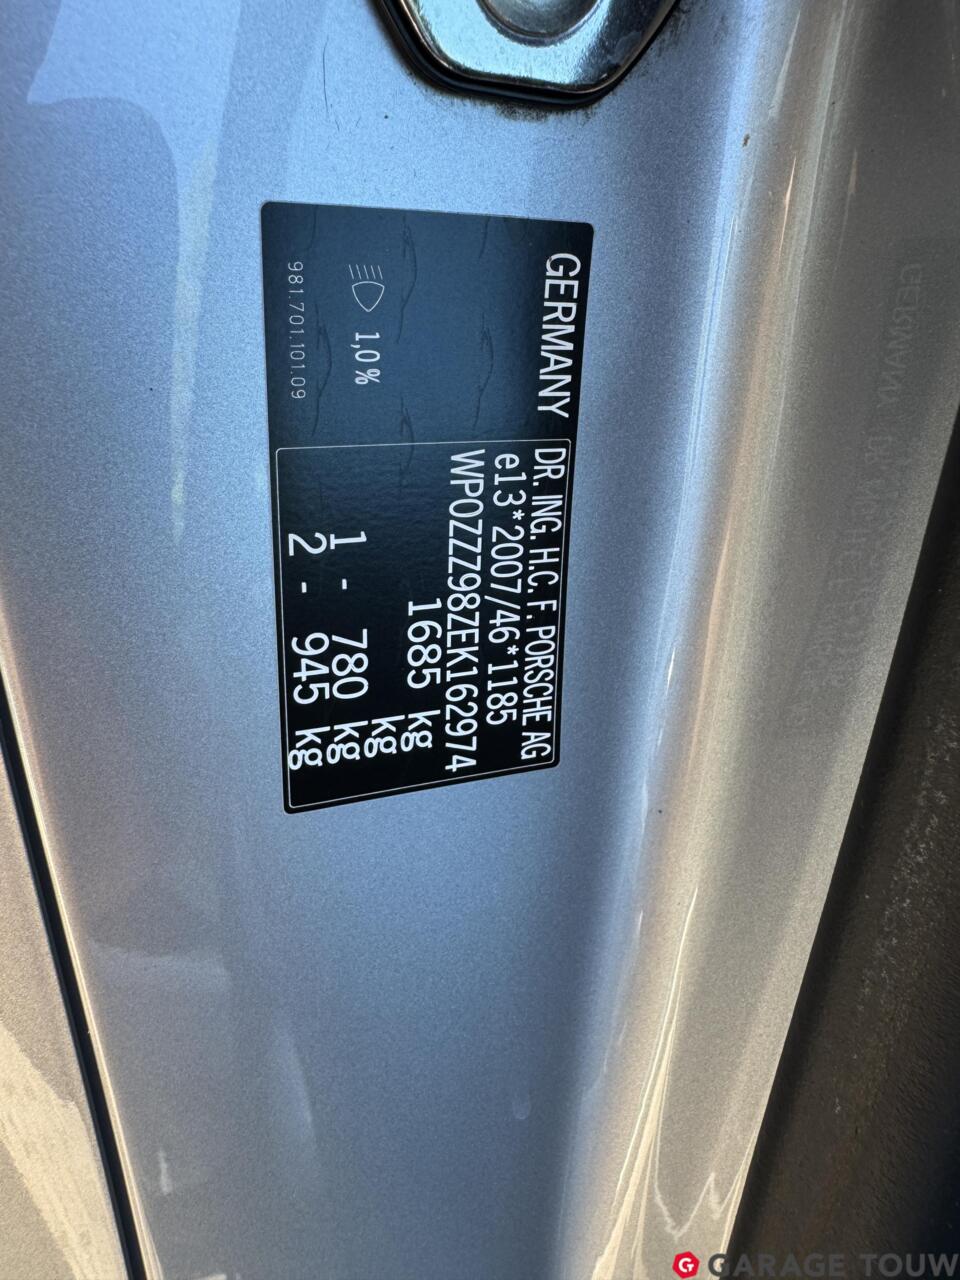 GERMANY
1,0 %
981.701.101.09
DR. ING. H.C. F. PORSCHE AG
e13*2007/46*1185
WP0ZZZ98ZEK162974
1685 kg
kg
1 - 780 kg
2 - 945 kg
GARAGE TOUW